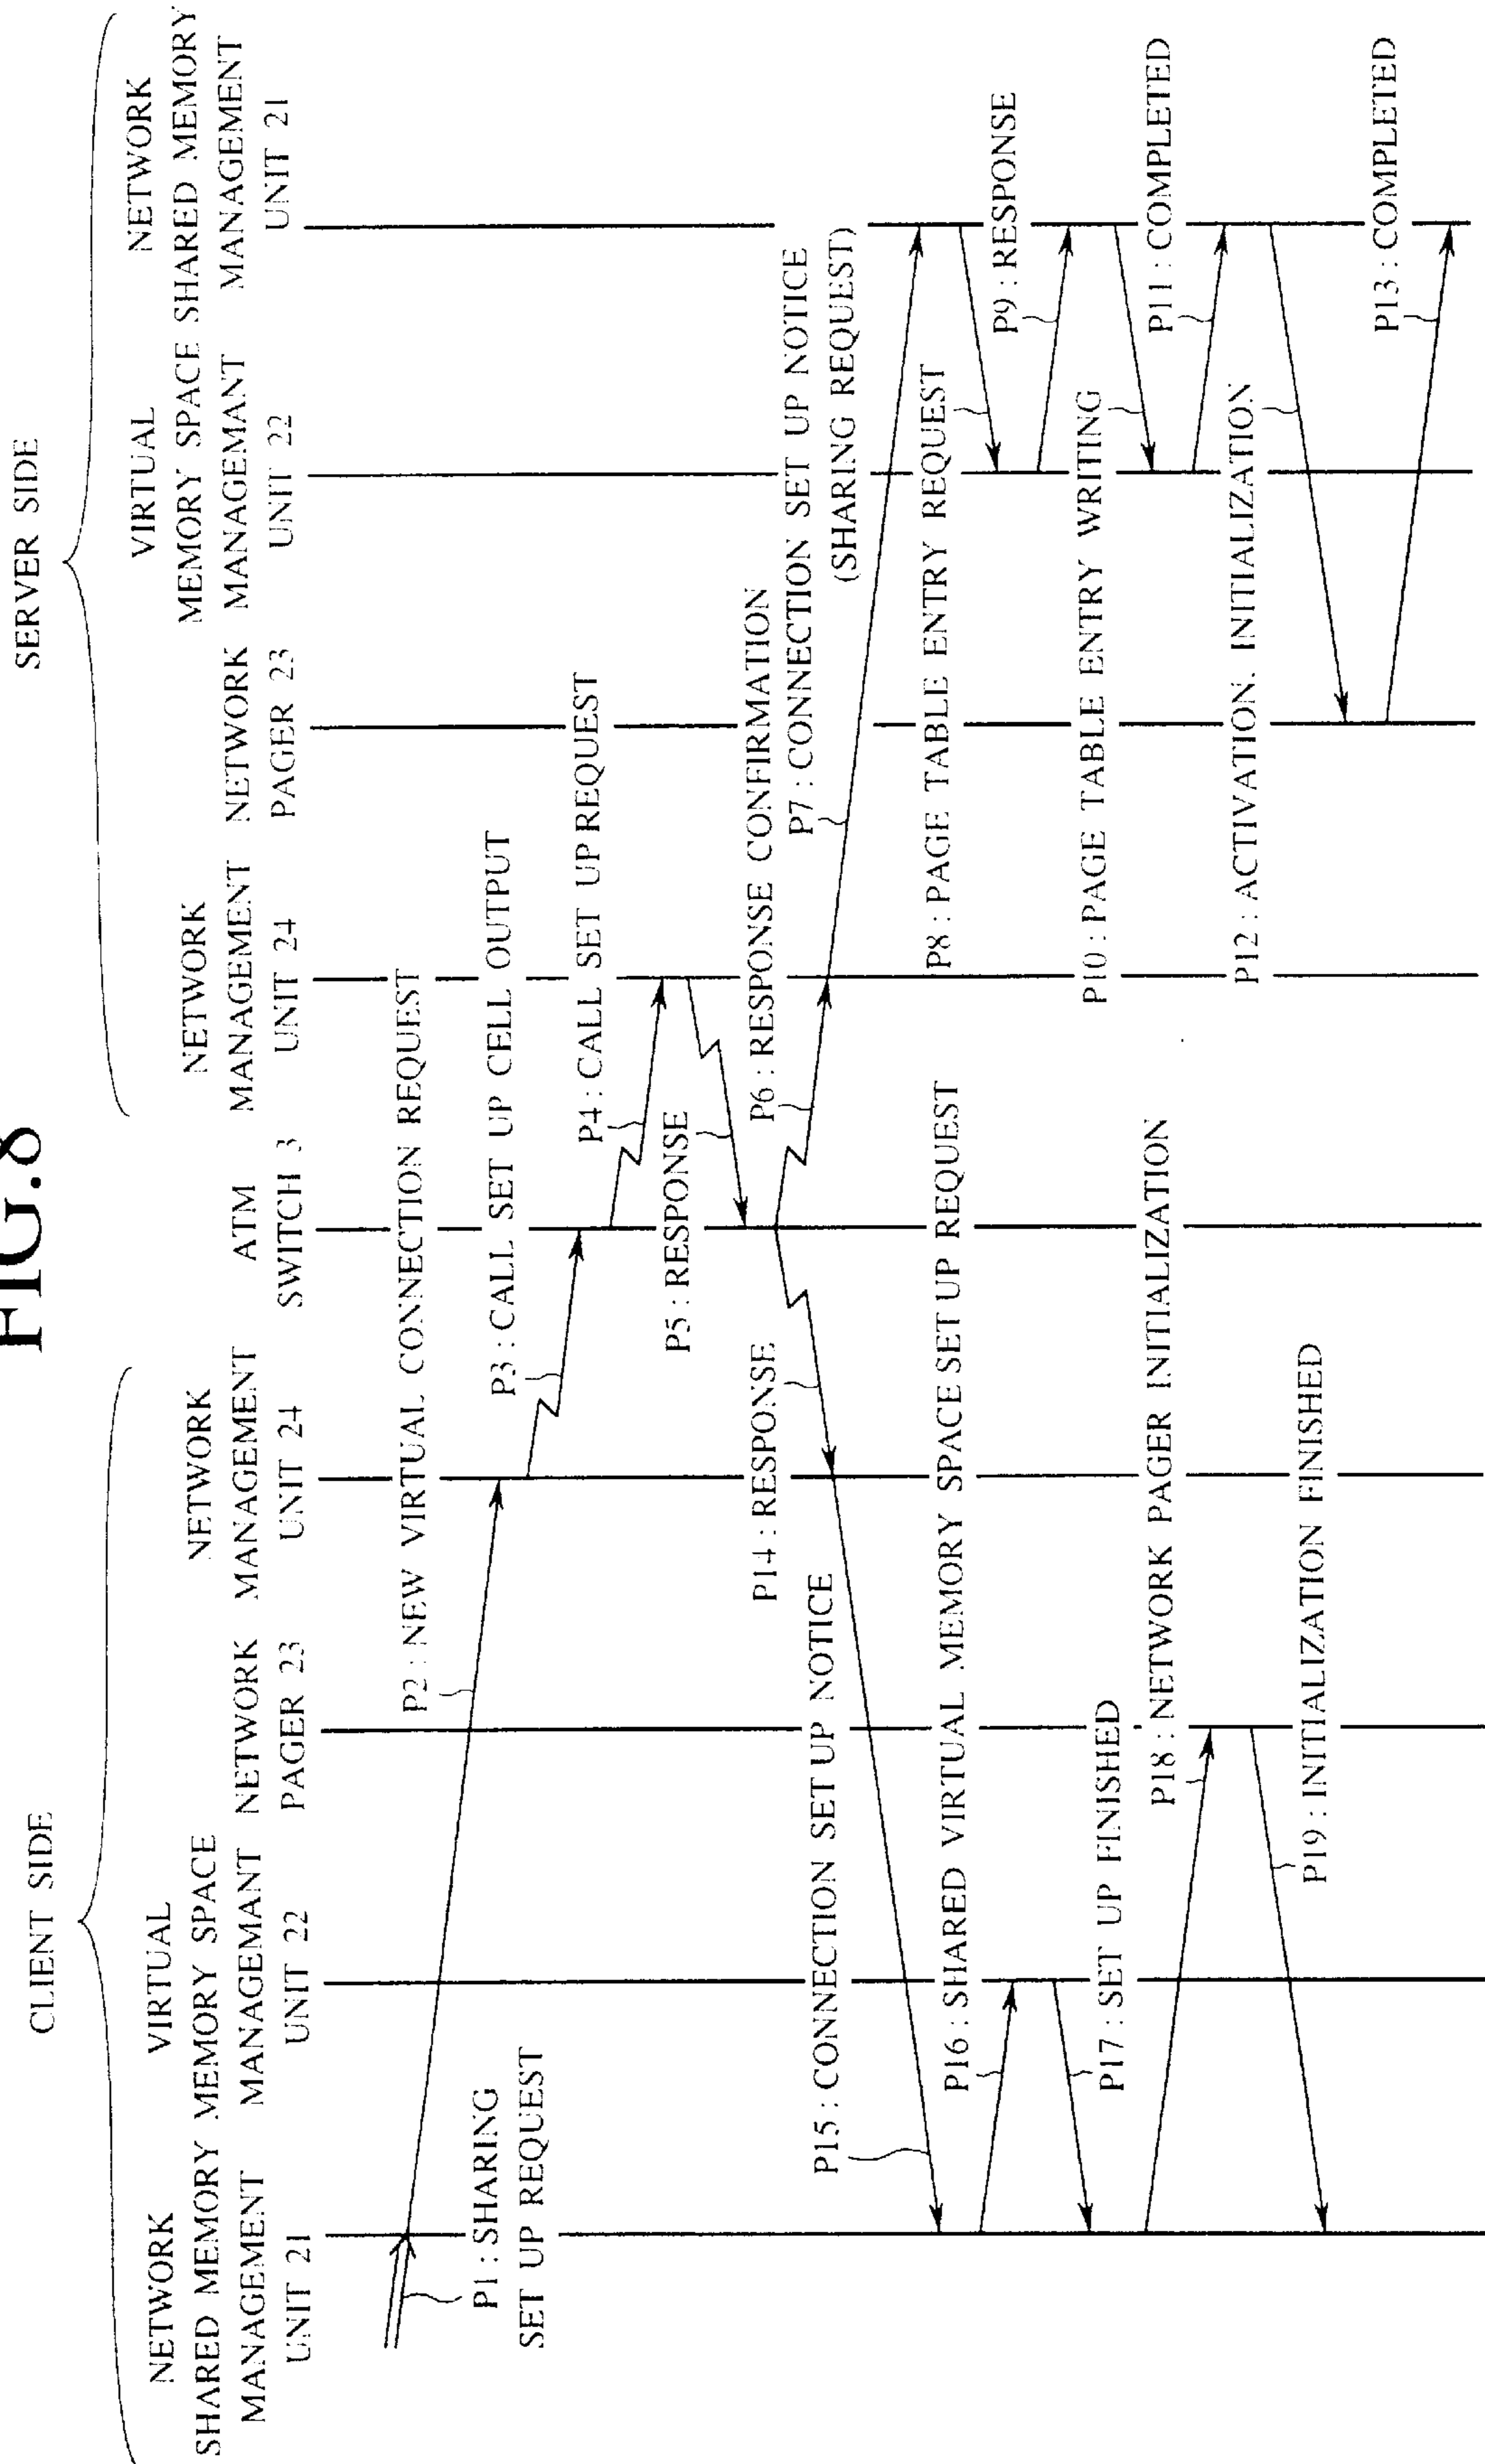 FIG.8
CLIENT SIDE
NETWORK
SHARED MEMORY
MANAGEMENT
UNIT 21
VIRTUAL
MEMORY SPACE
MANAGEMANT
UNIT 22
NETWORK
PAGER 23
NETWORK
MANAGEMENT
UNIT 24
ATM
SWITCH 3
SERVER SIDE
NETWORK
MANAGEMENT
UNIT 24
NETWORK
PAGER 23
VIRTUAL
MEMORY SPACE
MANAGEMANT
UNIT 22
NETWORK
SHARED MEMORY
MANAGEMENT
UNIT 21
P1 : SHARING
SET UP REQUEST
P2 : NEW VIRTUAL CONNECTION REQUEST
P3 : CALL SET UP CELL OUTPUT
P4 : CALL SET UP REQUEST
P5 : RESPONSE
P6 : RESPONSE CONFIRMATION
P7 : CONNECTION SET UP NOTICE
(SHARING REQUEST)
P8 : PAGE TABLE ENTRY REQUEST
P9 : RESPONSE
P10 : PAGE TABLE ENTRY WRITING
P11 : COMPLETED
P12 : ACTIVATION. INITIALIZATION
P13 : COMPLETED
P14 : RESPONSE
P15 : CONNECTION SET UP NOTICE
P16 : SHARED VIRTUAL MEMORY SPACE SET UP REQUEST
P17 : SET UP FINISHED
P18 : NETWORK PAGER INITIALIZATION
P19 : INITIALIZATION FINISHED